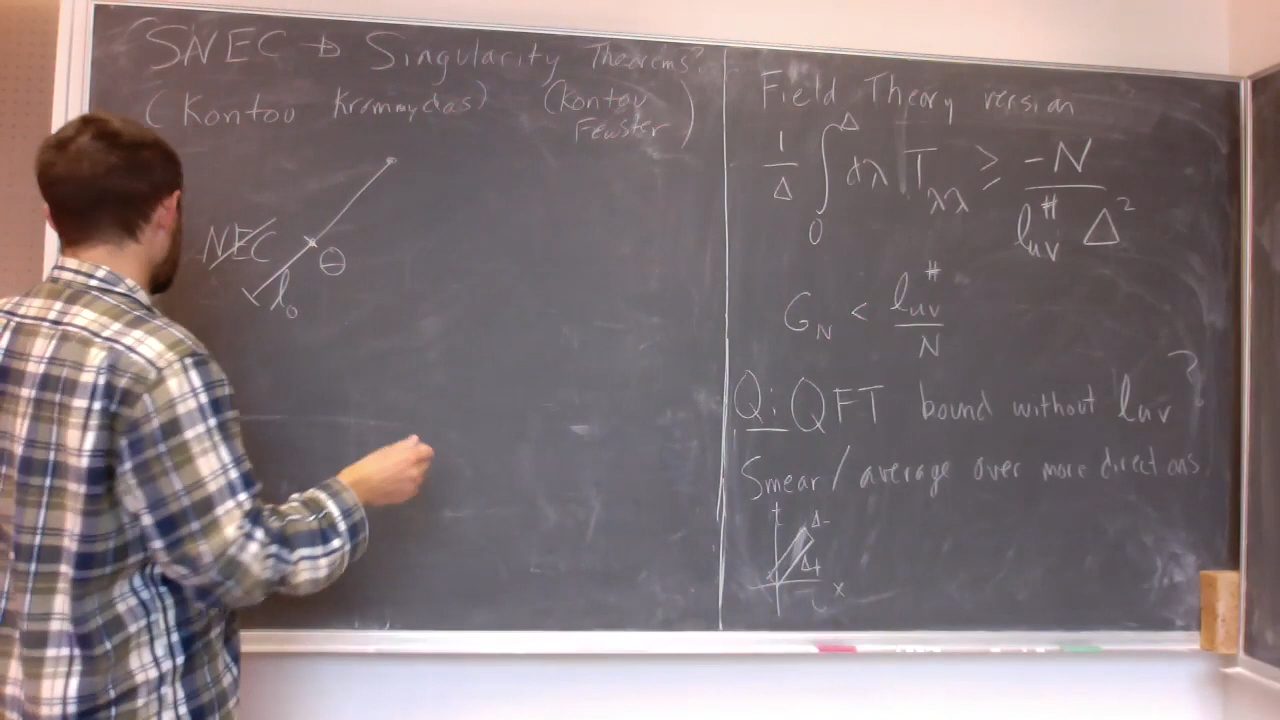 SNEC → Singularity Theorems?
(Kontou Krommydas) (Kontou Fewster)
NEC
θ
l₀
Field Theory version
1/Δ ∫₀^Δ dλ T_λλ ≥ -N / (l_uv^# Δ²)
G_N < l_uv^# / N
Q: QFT bound without l_uv?
Smear/average over more directions
t
Δ-
Δ+
x